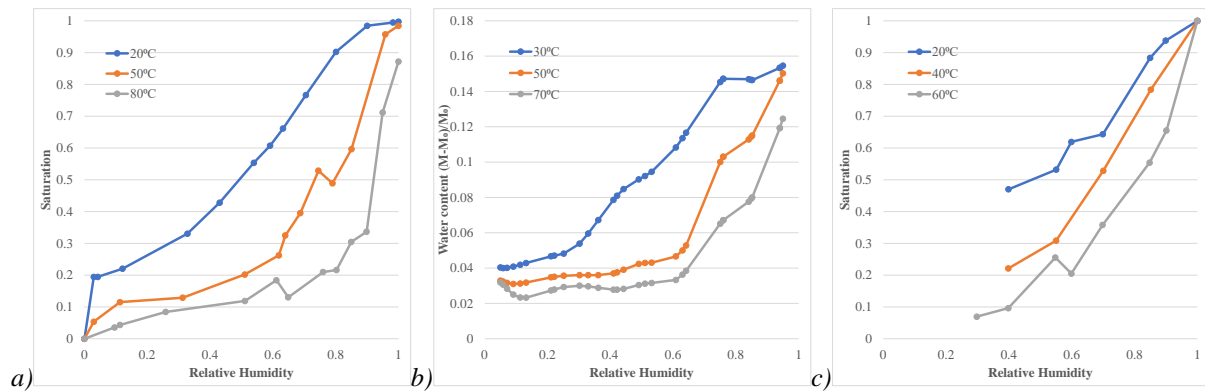 a)
Saturation
1
0.9
0.8
0.7
0.6
0.5
0.4
0.3
0.2
0.1
0
20ºC
50ºC
80ºC
0 0.2 0.4 0.6 0.8 1
Relative Humidity
b)
Water content (M-M₀)/M₀)
0.18
0.16
0.14
0.12
0.1
0.08
0.06
0.04
0.02
0
30ºC
50ºC
70ºC
0 0.2 0.4 0.6 0.8 1
Relative Humidity
c)
Saturation
1
0.9
0.8
0.7
0.6
0.5
0.4
0.3
0.2
0.1
0
20ºC
40ºC
60ºC
0 0.2 0.4 0.6 0.8 1
Relative Humidity